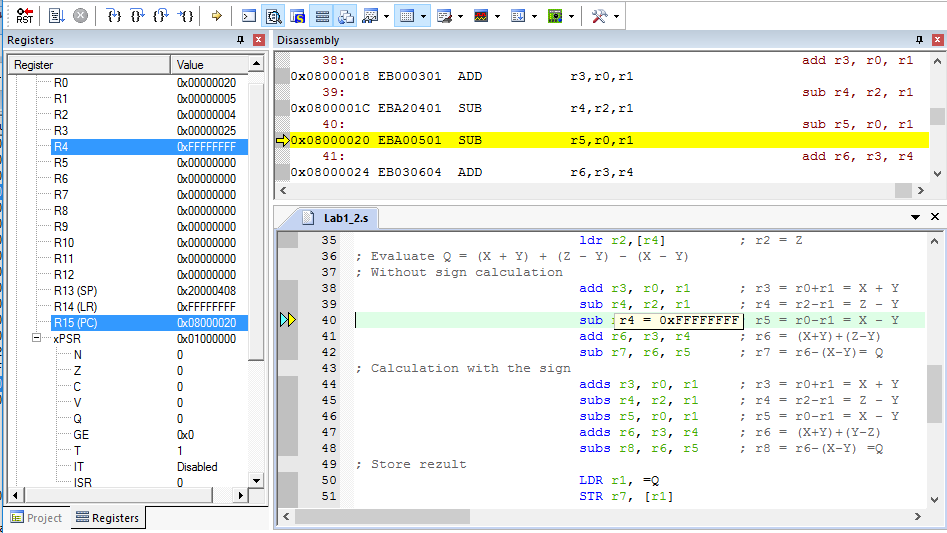 RST
Registers
Register Value
R0 0x00000020
R1 0x00000005
R2 0x00000004
R3 0x00000025
R4 0xFFFFFFFF
R5 0x00000000
R6 0x00000000
R7 0x00000000
R8 0x00000000
R9 0x00000000
R10 0x00000000
R11 0x00000000
R12 0x00000000
R13 (SP) 0x20000408
R14 (LR) 0xFFFFFFFF
R15 (PC) 0x08000020
xPSR 0x01000000
N 0
Z 0
C 0
V 0
Q 0
GE 0x0
T 1
IT Disabled
ISR 0
Project Registers
Disassembly
38: add r3, r0, r1
0x08000018 EB000301 ADD r3,r0,r1
39: sub r4, r2, r1
0x0800001C EBA20401 SUB r4,r2,r1
40: sub r5, r0, r1
0x08000020 EBA00501 SUB r5,r0,r1
41: add r6, r3, r4
0x08000024 EB030604 ADD r6,r3,r4
Lab1_2.s
35 ldr r2,[r4] ; r2 = Z
36 ; Evaluate Q = (X + Y) + (Z - Y) - (X - Y)
37 ; Without sign calculation
38 add r3, r0, r1 ; r3 = r0+r1 = X + Y
39 sub r4, r2, r1 ; r4 = r2-r1 = Z - Y
40 sub r4 = 0xFFFFFFFF r5 = r0-r1 = X - Y
41 add r6, r3, r4 ; r6 = (X+Y)+(Z-Y)
42 sub r7, r6, r5 ; r7 = r6-(X-Y)= Q
43 ; Calculation with the sign
44 adds r3, r0, r1 ; r3 = r0+r1 = X + Y
45 subs r4, r2, r1 ; r4 = r2-r1 = Z - Y
46 subs r5, r0, r1 ; r5 = r0-r1 = X - Y
47 adds r6, r3, r4 ; r6 = (X+Y)+(Y-Z)
48 subs r8, r6, r5 ; r8 = r6-(X-Y) =Q
49 ; Store rezult
50 LDR r1, =Q
51 STR r7, [r1]